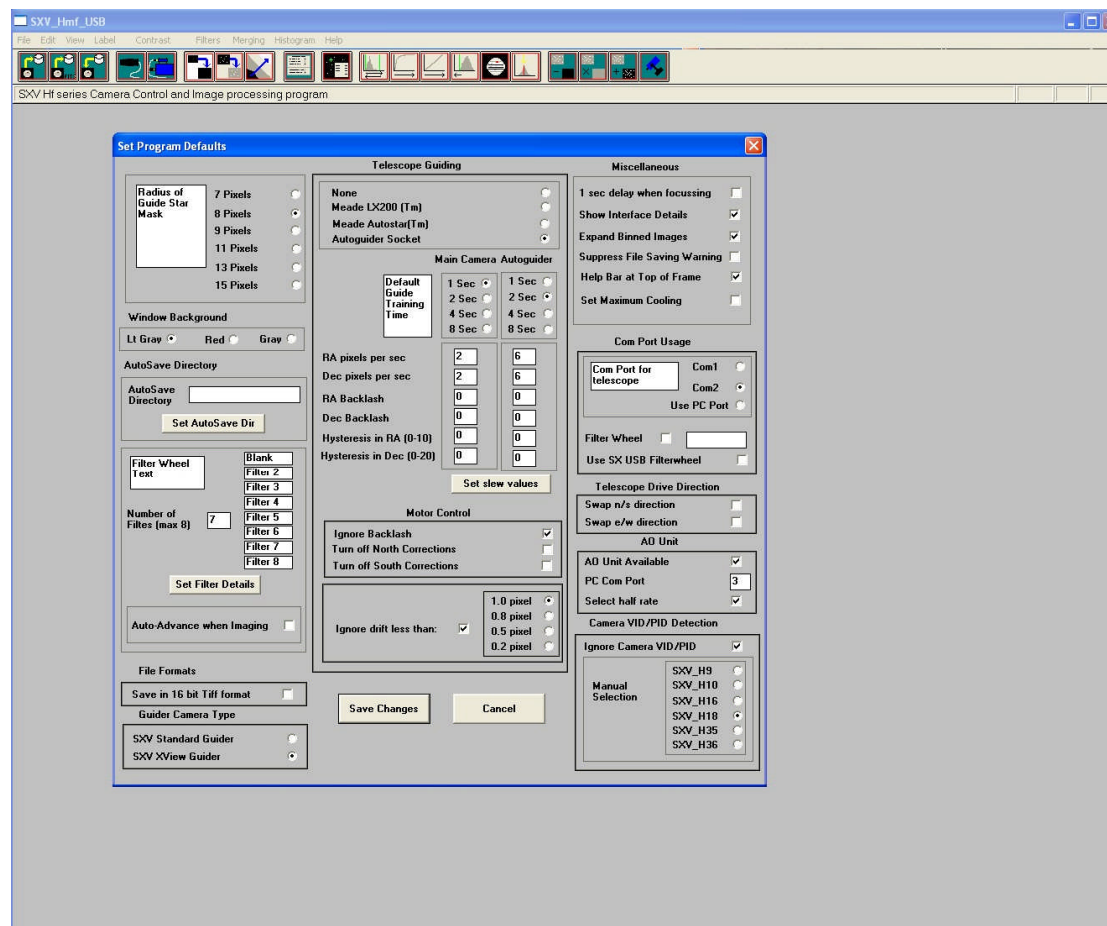 SXV_Hmf_USB
File Edit View Label Contrast Filters Merging Histogram Help
SXV Hf series Camera Control and Image processing program
Set Program Defaults
Radius of
Guide Star
Mask
7 Pixels
8 Pixels
9 Pixels
11 Pixels
13 Pixels
15 Pixels
Window Background
Lt Gray Red Gray
AutoSave Directory
AutoSave
Directory
Set AutoSave Dir
Filter Wheel
Text
Blank
Filter 2
Filter 3
Filter 4
Filter 5
Filter 6
Filter 7
Filter 8
Number of
Filtes (max 8)
7
Set Filter Details
Auto-Advance when Imaging
File Formats
Save in 16 bit Tiff format
Guider Camera Type
SXV Standard Guider
SXV XView Guider
Telescope Guiding
None
Meade LX200 (Tm)
Meade Autostar(Tm)
Autoguider Socket
Main Camera Autoguider
Default
Guide
Training
Time
1 Sec 1 Sec
2 Sec 2 Sec
4 Sec 4 Sec
8 Sec 8 Sec
RA pixels per sec 2 6
Dec pixels per sec 2 6
RA Backlash 0 0
Dec Backlash 0 0
Hysteresis in RA (0-10) 0 0
Hysteresis in Dec (0-20) 0 0
Set slew values
Motor Control
Ignore Backlash
Turn off North Corrections
Turn off South Corrections
Ignore drift less than:
1.0 pixel
0.8 pixel
0.5 pixel
0.2 pixel
Save Changes Cancel
Miscellaneous
1 sec delay when focussing
Show Interface Details
Expand Binned Images
Suppress File Saving Warning
Help Bar at Top of Frame
Set Maximum Cooling
Com Port Usage
Com Port for
telescope
Com1
Com2
Use PC Port
Filter Wheel
Use SX USB Filterwheel
Telescope Drive Direction
Swap n/s direction
Swap e/w direction
AO Unit
AO Unit Available
PC Com Port 3
Select half rate
Camera VID/PID Detection
Ignore Camera VID/PID
Manual
Selection
SXV_H9
SXV_H10
SXV_H16
SXV_H18
SXV_H35
SXV_H36